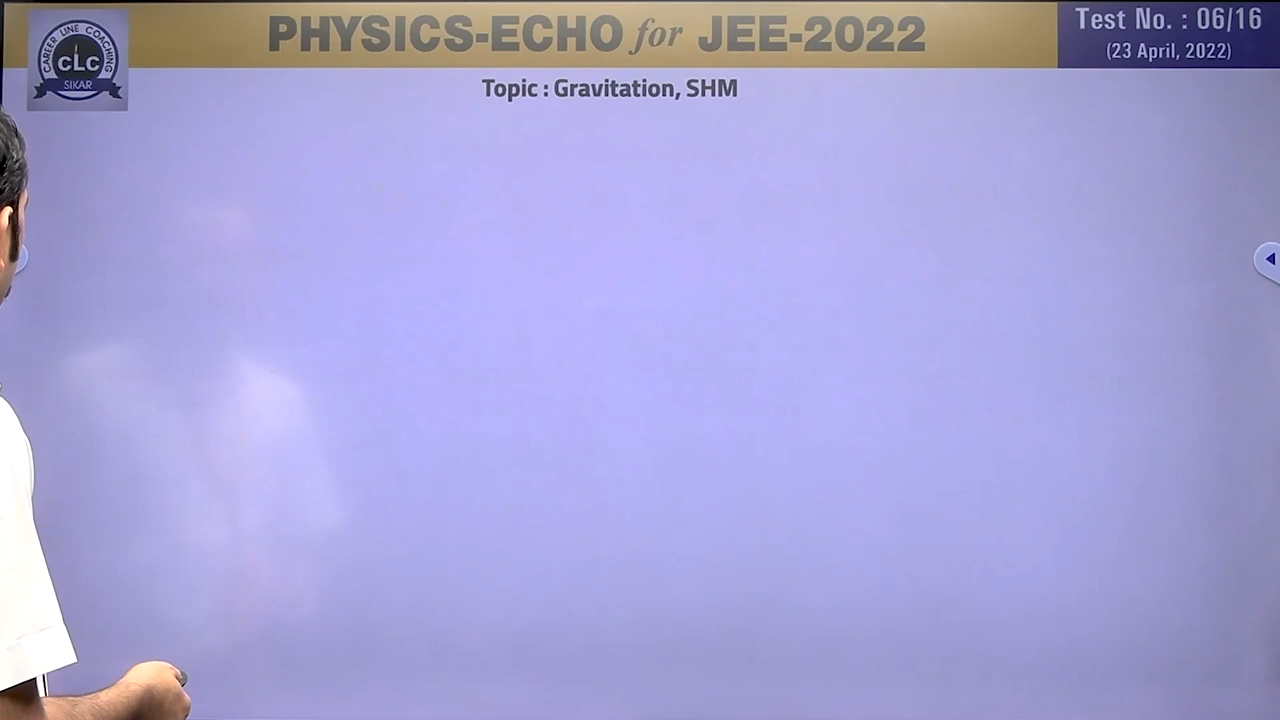 PHYSICS-ECHO for JEE-2022
Test No. : 06/16
(23 April, 2022)
CAREER LINE COACHING
CLC
SIKAR
Topic : Gravitation, SHM